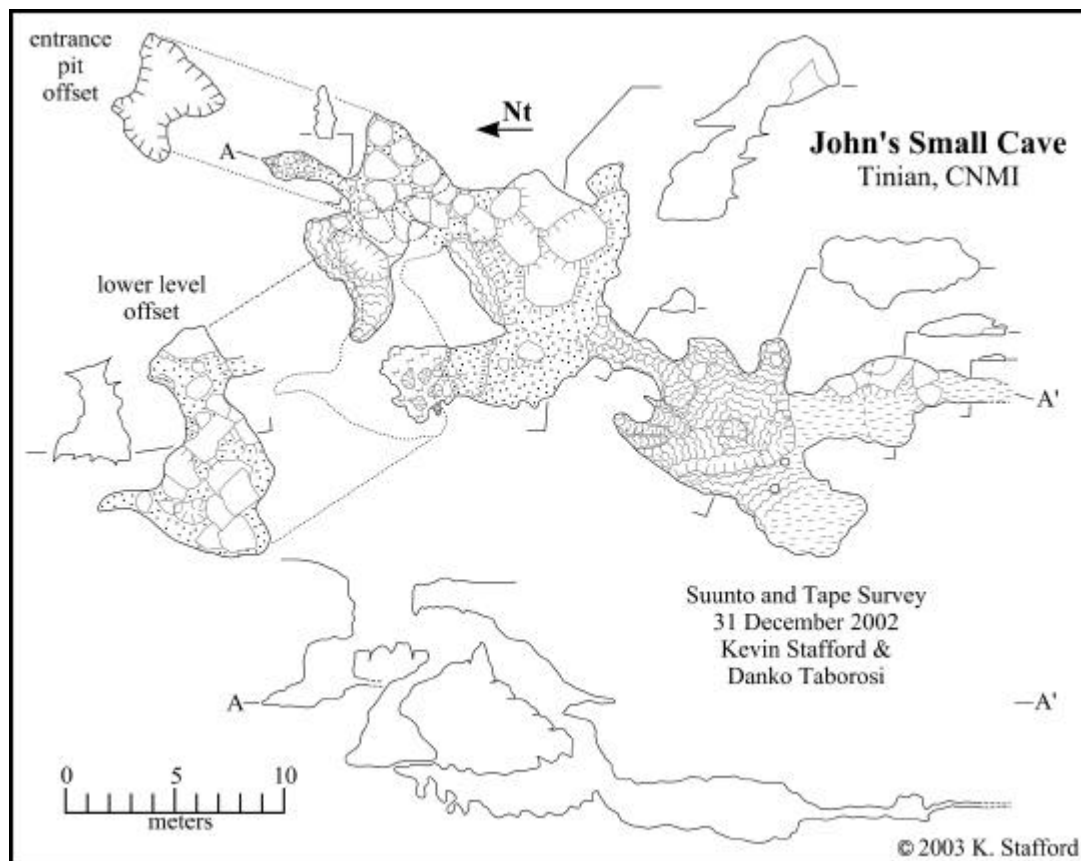 entrance
pit
offset
A
Nt
John's Small Cave
Tinian, CNMI
lower level
offset
A'
Suunto and Tape Survey
31 December 2002
Kevin Stafford &
Danko Taborosi
A
A'
0 5 10
meters
© 2003 K. Stafford